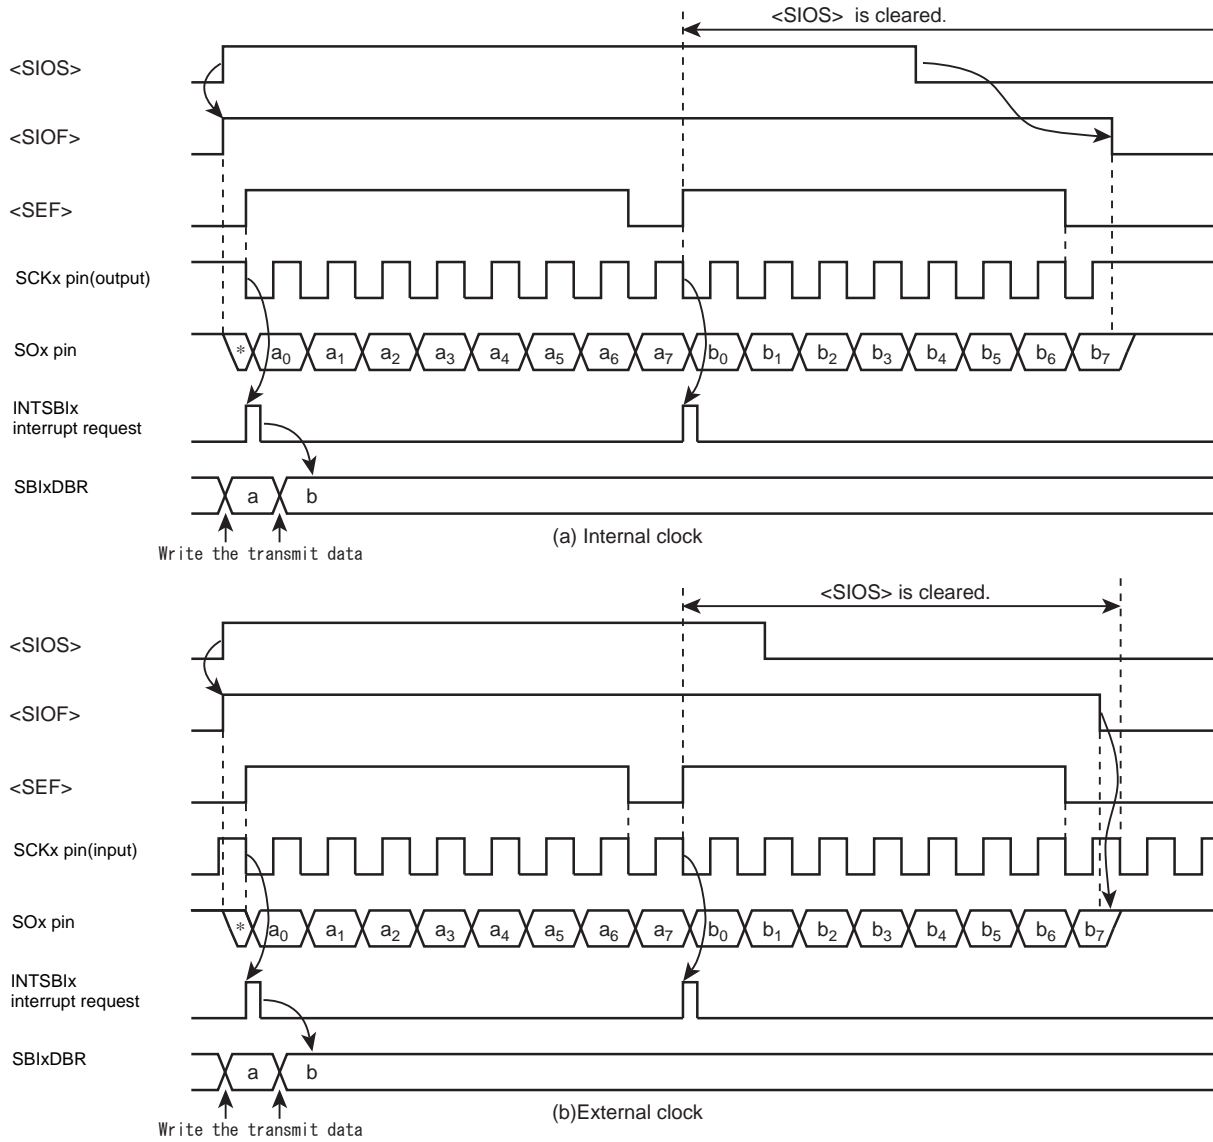 <SIOS> is cleared.
<SIOS>
<SIOF>
<SEF>
SCKx pin(output)
SOx pin
* a0 a1 a2 a3 a4 a5 a6 a7 b0 b1 b2 b3 b4 b5 b6 b7
INTSBIx
interrupt request
SBIxDBR
a b
Write the transmit data
(a) Internal clock
<SIOS> is cleared.
<SIOS>
<SIOF>
<SEF>
SCKx pin(input)
SOx pin
* a0 a1 a2 a3 a4 a5 a6 a7 b0 b1 b2 b3 b4 b5 b6 b7
INTSBIx
interrupt request
SBIxDBR
a b
(b)External clock
Write the transmit data